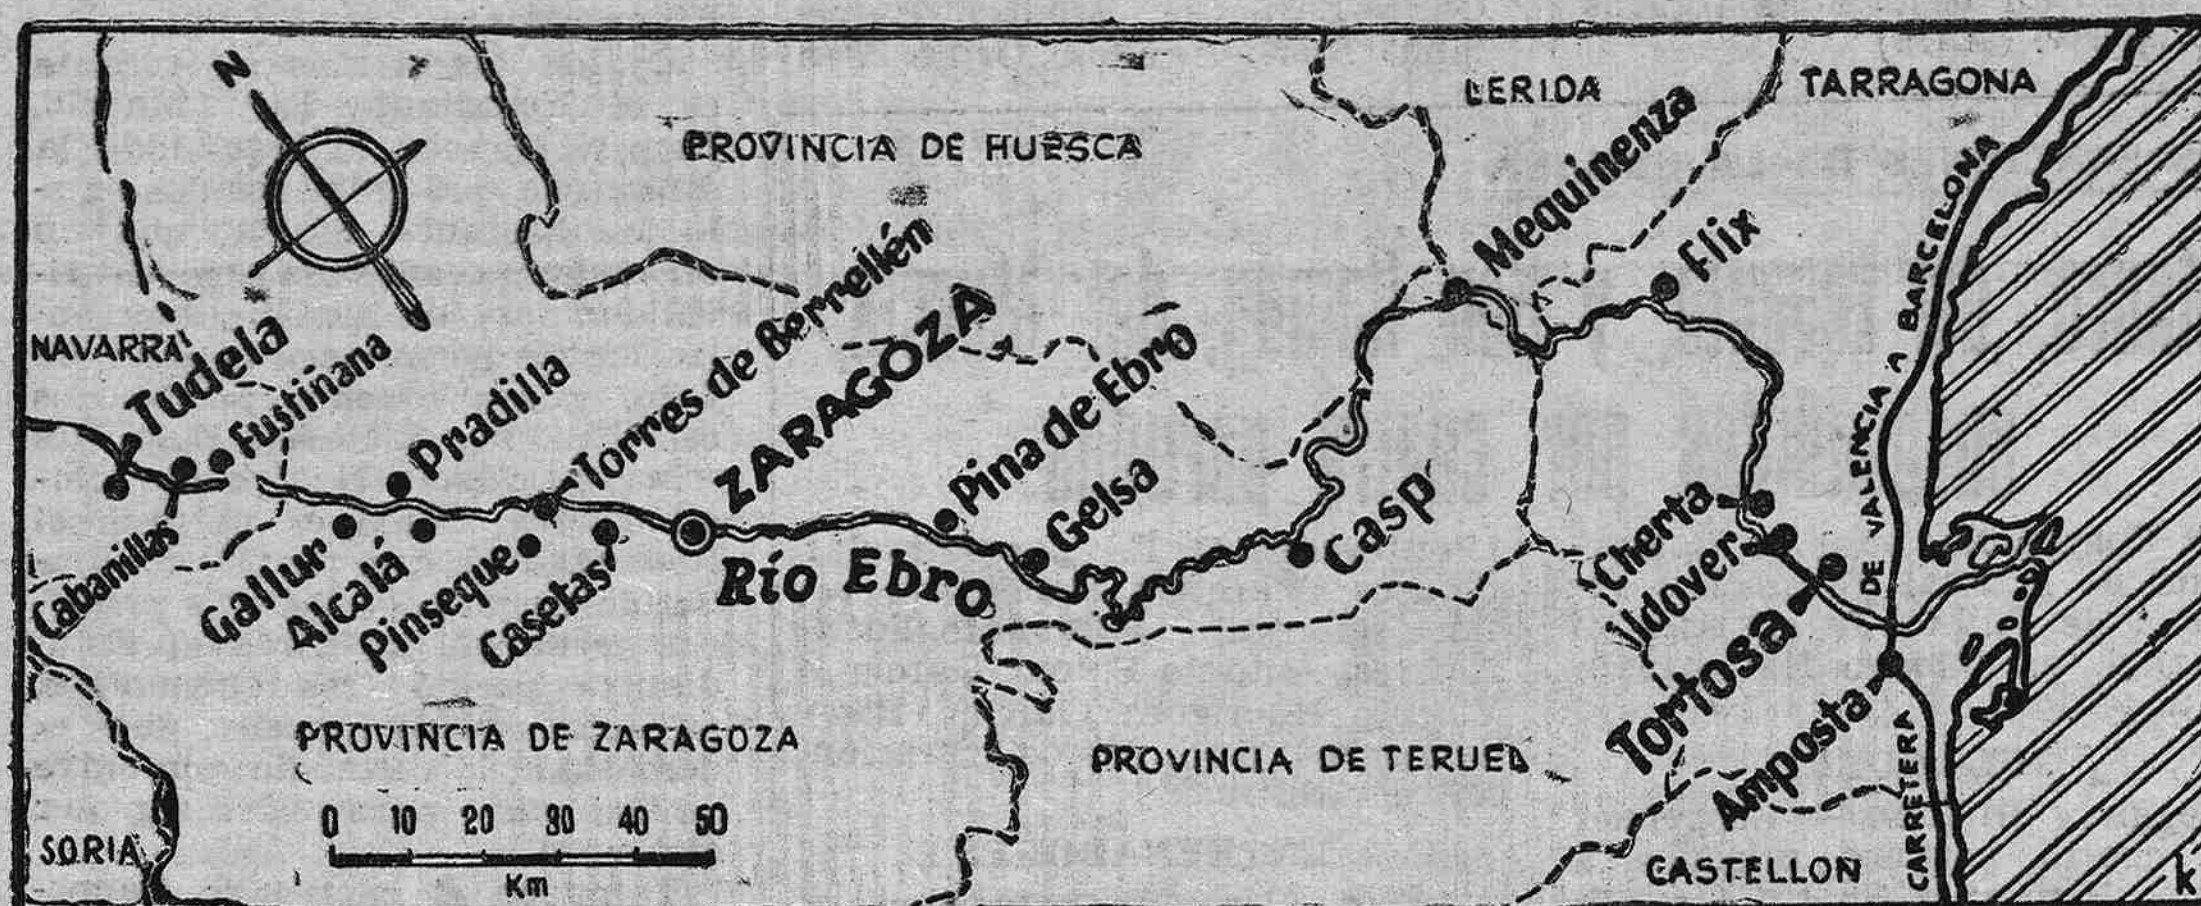 N
LERIDA
TARRAGONA
PROVINCIA DE HUESCA
Mequinenza
Flix
DE VALENCIA A BARCELONA
NAVARRA
Tudela
Fustiñana
Pradilla
Torres de Berrellén
ZARAGOZA
Pina de Ebro
Gelsa
Casp
Cabanillas
Gallur
Alcalá
Pinseque
Casetas
Río Ebro
Cherta
Ildover
Tortosa
Amposta
CARRETERA
PROVINCIA DE ZARAGOZA
PROVINCIA DE TERUEL
0 10 20 30 40 50
Km
SORIA
CASTELLON
k